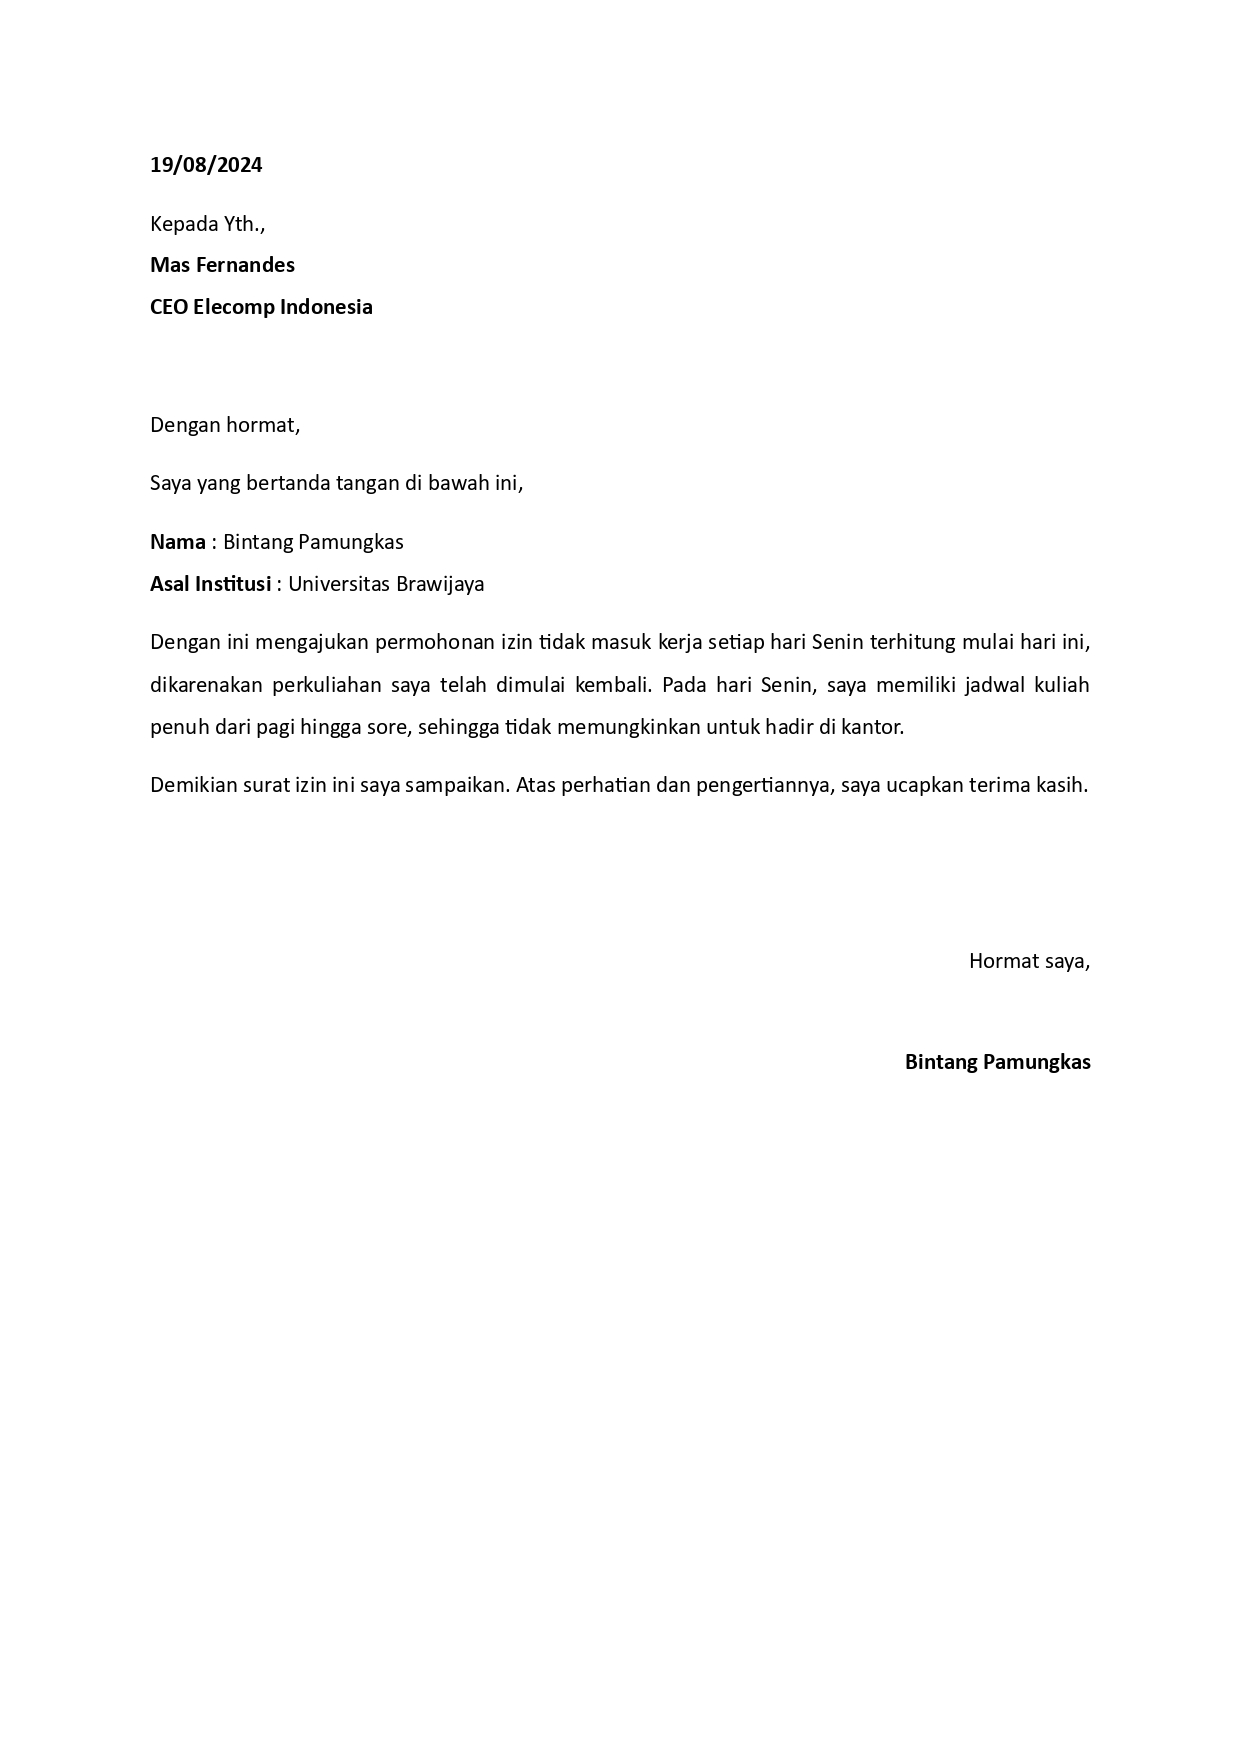 19/08/2024
Kepada Yth.,
Mas Fernandes
CEO Elecomp Indonesia
Dengan hormat,
Saya yang bertanda tangan di bawah ini,
Nama : Bintang Pamungkas
Asal Institusi : Universitas Brawijaya
Dengan ini mengajukan permohonan izin tidak masuk kerja setiap hari Senin terhitung mulai hari ini,
dikarenakan perkuliahan saya telah dimulai kembali. Pada hari Senin, saya memiliki jadwal kuliah
penuh dari pagi hingga sore, sehingga tidak memungkinkan untuk hadir di kantor.
Demikian surat izin ini saya sampaikan. Atas perhatian dan pengertiannya, saya ucapkan terima kasih.
Hormat saya,
Bintang Pamungkas